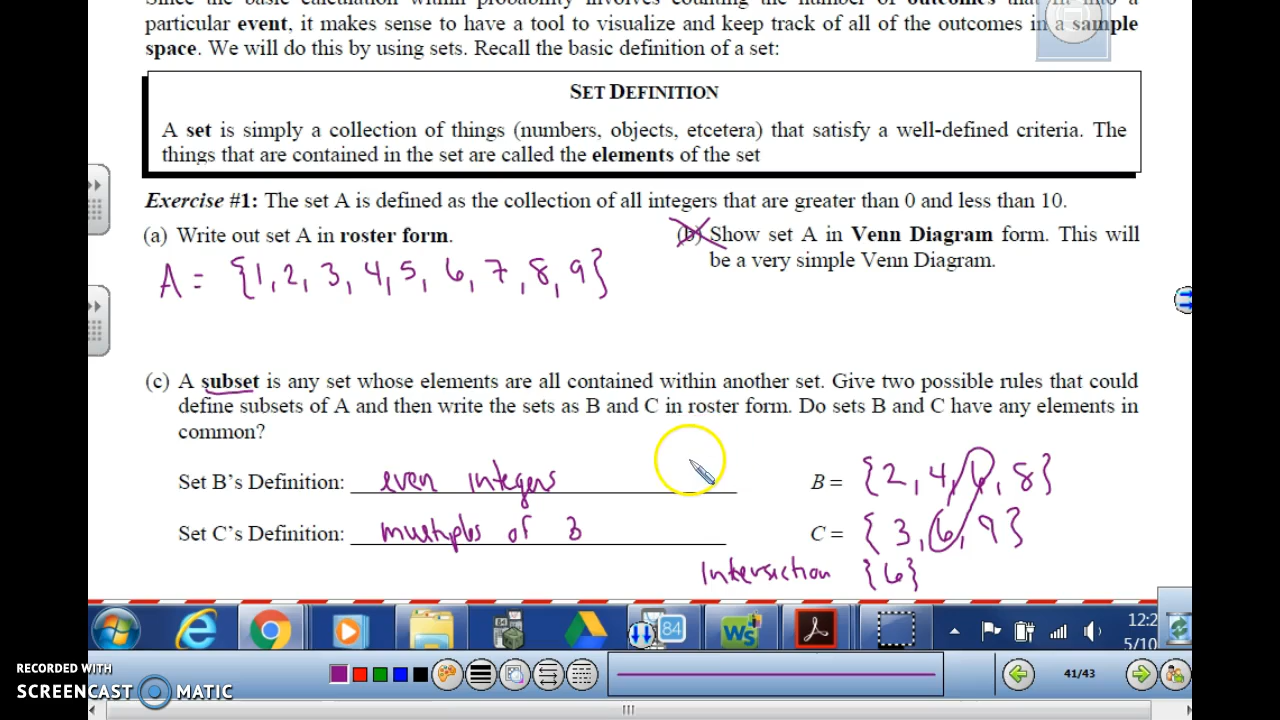 Since the basic calculation within probability involves counting the number of outcomes that fit into a
particular event, it makes sense to have a tool to visualize and keep track of all of the outcomes in a sample
space. We will do this by using sets. Recall the basic definition of a set:
SET DEFINITION
A set is simply a collection of things (numbers, objects, etcetera) that satisfy a well-defined criteria. The
things that are contained in the set are called the elements of the set
Exercise #1: The set A is defined as the collection of all integers that are greater than 0 and less than 10.
(a) Write out set A in roster form.
(b) Show set A in Venn Diagram form. This will
be a very simple Venn Diagram.
A = {1, 2, 3, 4, 5, 6, 7, 8, 9}
(c) A subset is any set whose elements are all contained within another set. Give two possible rules that could
define subsets of A and then write the sets as B and C in roster form. Do sets B and C have any elements in
common?
Set B's Definition: even integers
B = {2, 4, 6, 8}
Set C's Definition: multiples of 3
C = {3, 6, 9}
Intersection {6}
84
WS
12:2
5/10
RECORDED WITH
SCREENCAST MATIC
41/43